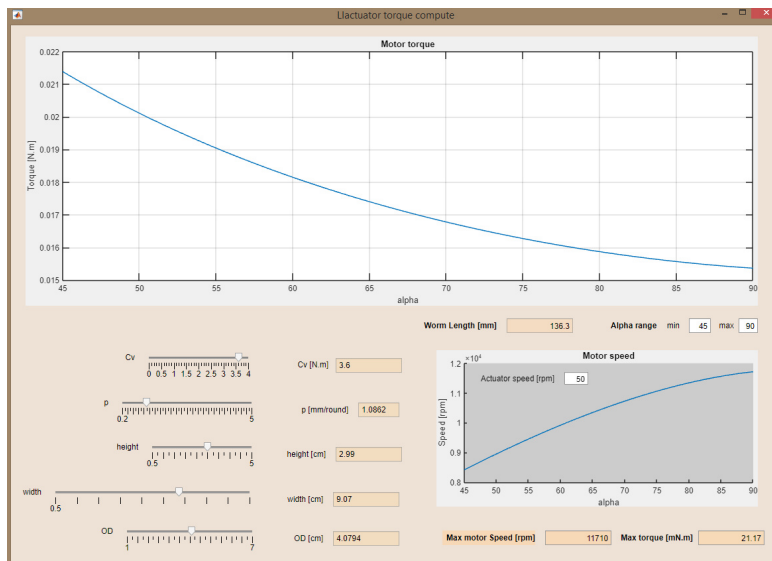 Llactuator torque compute
Motor torque
0.022
0.021
0.02
0.019
0.018
0.017
0.016
0.015
Torque [N.m]
45 50 55 60 65 70 75 80 85 90
alpha
Worm Length [mm] 136.3 Alpha range min 45 max 90
Cv
0 0.5 1 1.5 2 2.5 3 3.5 4
Cv [N.m] 3.6
p
0.2 5
p [mm/round] 1.0862
height
0.5 5
height [cm] 2.99
width
0.5
width [cm] 9.07
OD
1 7
OD [cm] 4.0794
Motor speed
×10⁴
1.2
1.1
1
0.9
0.8
Speed [rpm]
Actuator speed [rpm] 50
45 50 55 60 65 70 75 80 85 90
alpha
Max motor Speed [rpm] 11710 Max torque [mN.m] 21.17